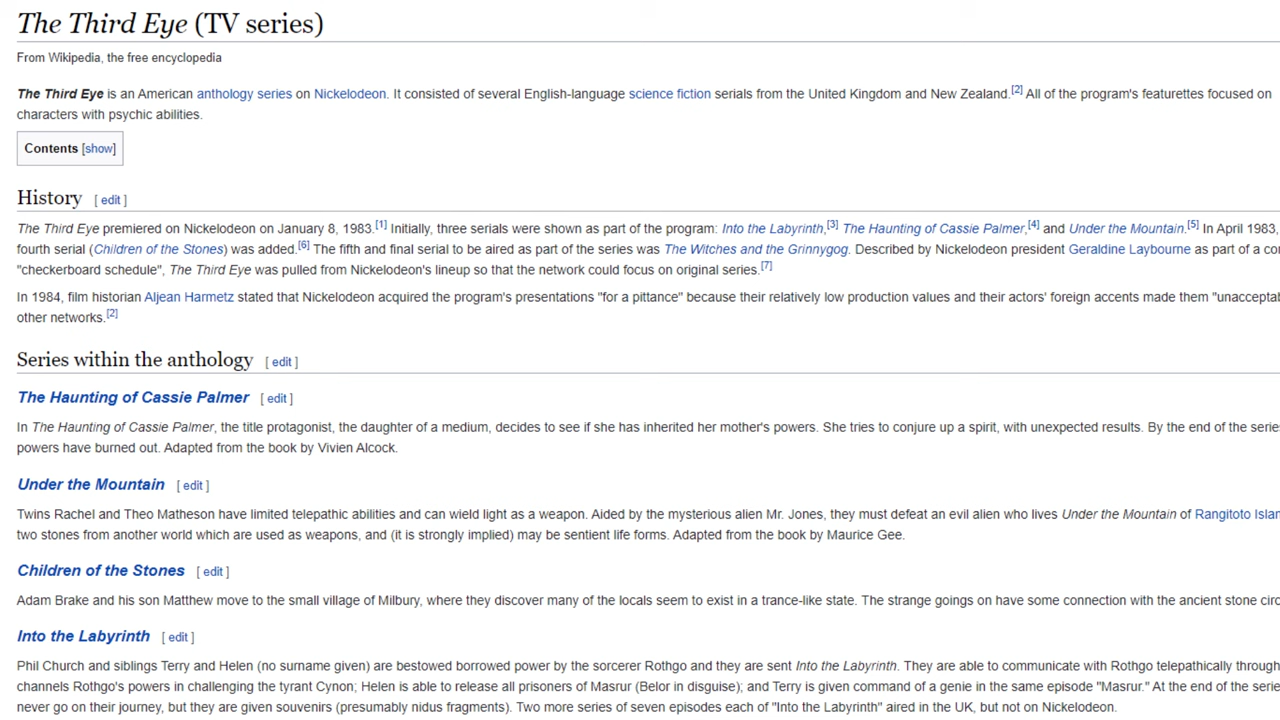 The Third Eye (TV series)
From Wikipedia, the free encyclopedia
The Third Eye is an American anthology series on Nickelodeon. It consisted of several English-language science fiction serials from the United Kingdom and New Zealand.[2] All of the program's featurettes focused on
characters with psychic abilities.
Contents [show]
History [ edit ]
The Third Eye premiered on Nickelodeon on January 8, 1983.[1] Initially, three serials were shown as part of the program: Into the Labyrinth,[3] The Haunting of Cassie Palmer,[4] and Under the Mountain.[5] In April 1983,
fourth serial (Children of the Stones) was added.[6] The fifth and final serial to be aired as part of the series was The Witches and the Grinnygog. Described by Nickelodeon president Geraldine Laybourne as part of a
"checkerboard schedule", The Third Eye was pulled from Nickelodeon's lineup so that the network could focus on original series.[7]
In 1984, film historian Aljean Harmetz stated that Nickelodeon acquired the program's presentations "for a pittance" because their relatively low production values and their actors' foreign accents made them
other networks.[2]
Series within the anthology [ edit ]
The Haunting of Cassie Palmer [ edit ]
In The Haunting of Cassie Palmer, the title protagonist, the daughter of a medium, decides to see if she has inherited her mother's powers. She tries to conjure up a spirit, with unexpected results. By the end of the
powers have burned out. Adapted from the book by Vivien Alcock.
Under the Mountain [ edit ]
Twins Rachel and Theo Matheson have limited telepathic abilities and can wield light as a weapon. Aided by the mysterious alien Mr. Jones, they must defeat an evil alien who lives Under the Mountain of Rangitoto
two stones from another world which are used as weapons, and (it is strongly implied) may be sentient life forms. Adapted from the book by Maurice Gee.
Children of the Stones [ edit ]
Adam Brake and his son Matthew move to the small village of Milbury, where they discover many of the locals seem to exist in a trance-like state. The strange goings on have some connection with the ancient stone
Into the Labyrinth [ edit ]
Phil Church and siblings Terry and Helen (no surname given) are bestowed borrowed power by the sorcerer Rothgo and they are sent Into the Labyrinth. They are able to communicate with Rothgo telepathically through
channels Rothgo's powers in challenging the tyrant Cynon; Helen is able to release all prisoners of Masrur (Belor in disguise); and Terry is given command of a genie in the same episode "Masrur." At the end of the
never go on their journey, but they are given souvenirs (presumably nidus fragments). Two more series of seven episodes each of "Into the Labyrinth" aired in the UK, but not on Nickelodeon.